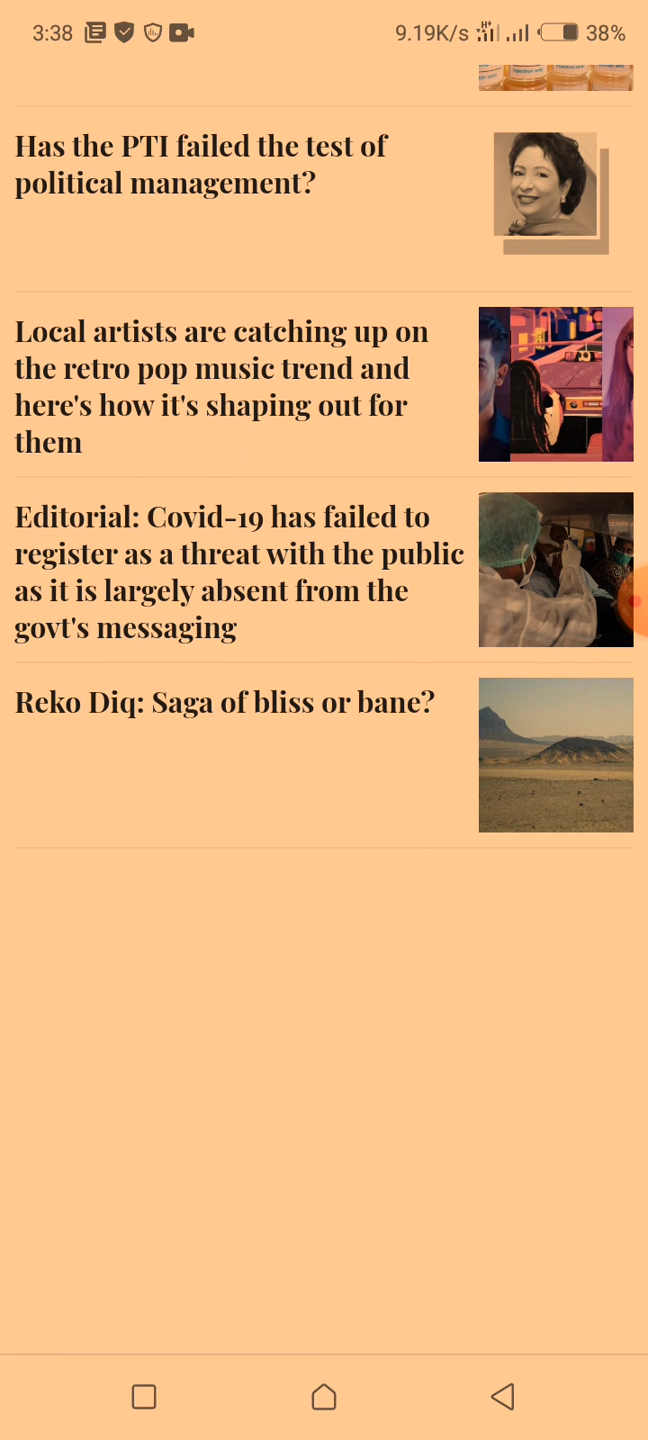 3:38
9.19K/s
H+
38%
Injection only
Has the PTI failed the test of
political management?
Local artists are catching up on
the retro pop music trend and
here's how it's shaping out for
them
Editorial: Covid-19 has failed to
register as a threat with the public
as it is largely absent from the
govt's messaging
Reko Diq: Saga of bliss or bane?